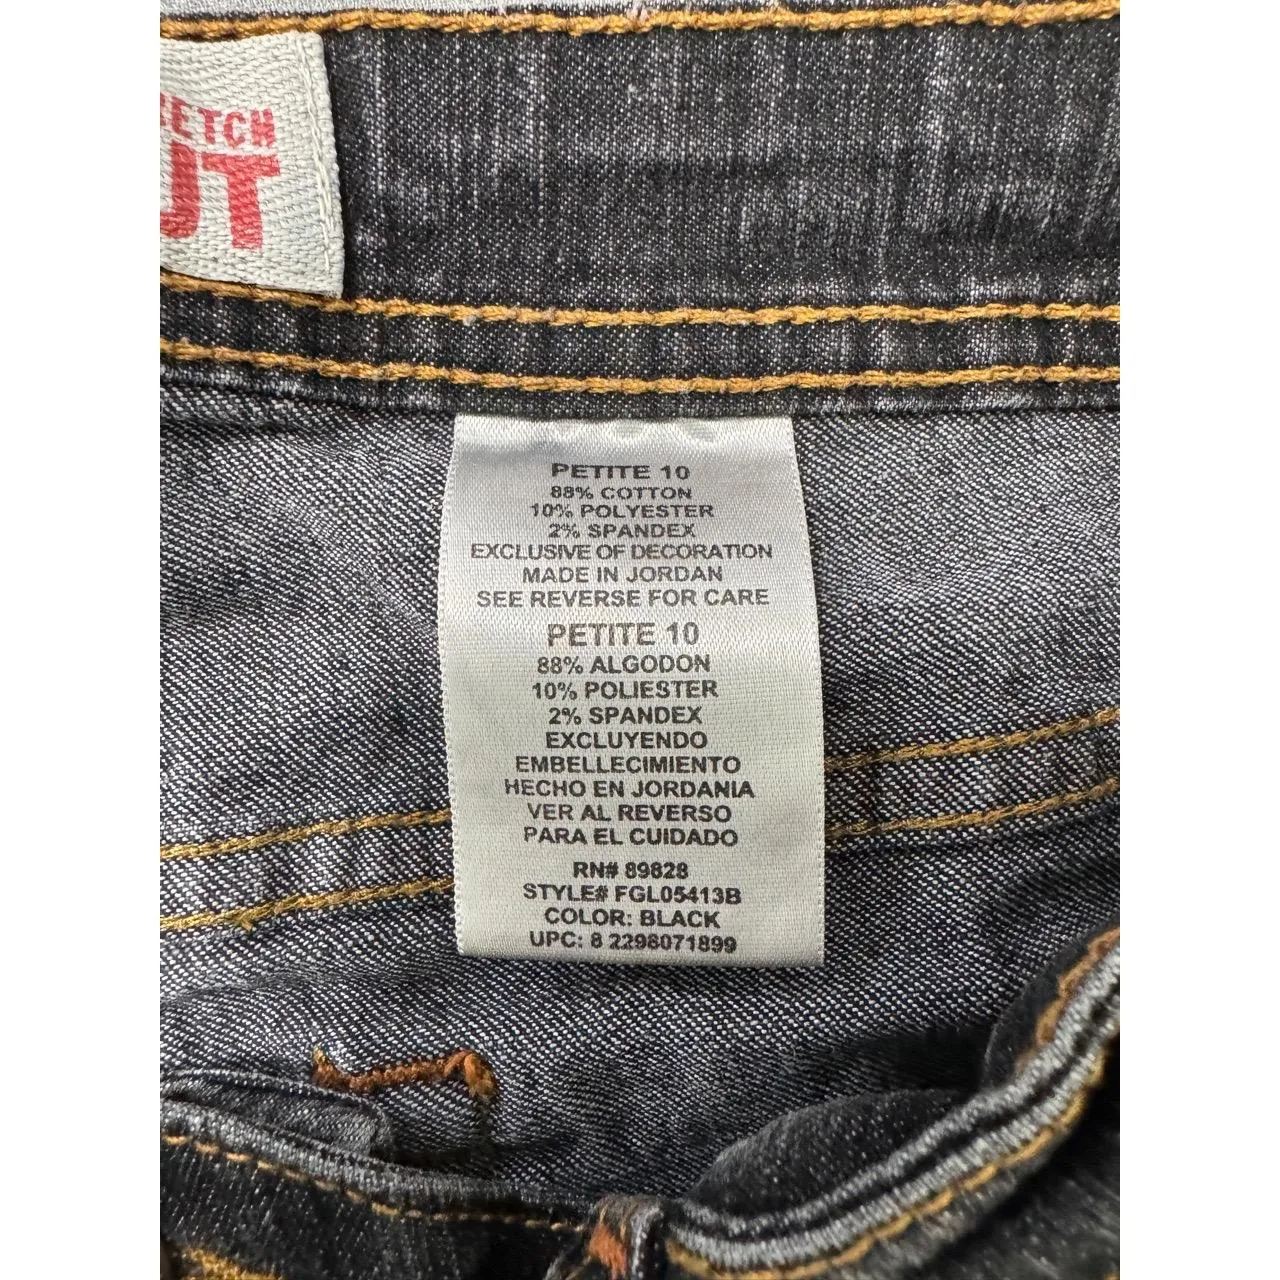 ETCH
UT
PETITE 10
88% COTTON
10% POLYESTER
2% SPANDEX
EXCLUSIVE OF DECORATION
MADE IN JORDAN
SEE REVERSE FOR CARE
PETITE 10
88% ALGODON
10% POLIESTER
2% SPANDEX
EXCLUYENDO
EMBELLECIMIENTO
HECHO EN JORDANIA
VER AL REVERSO
PARA EL CUIDADO
RN# 89828
STYLE# FGL05413B
COLOR: BLACK
UPC: 8 2298071899